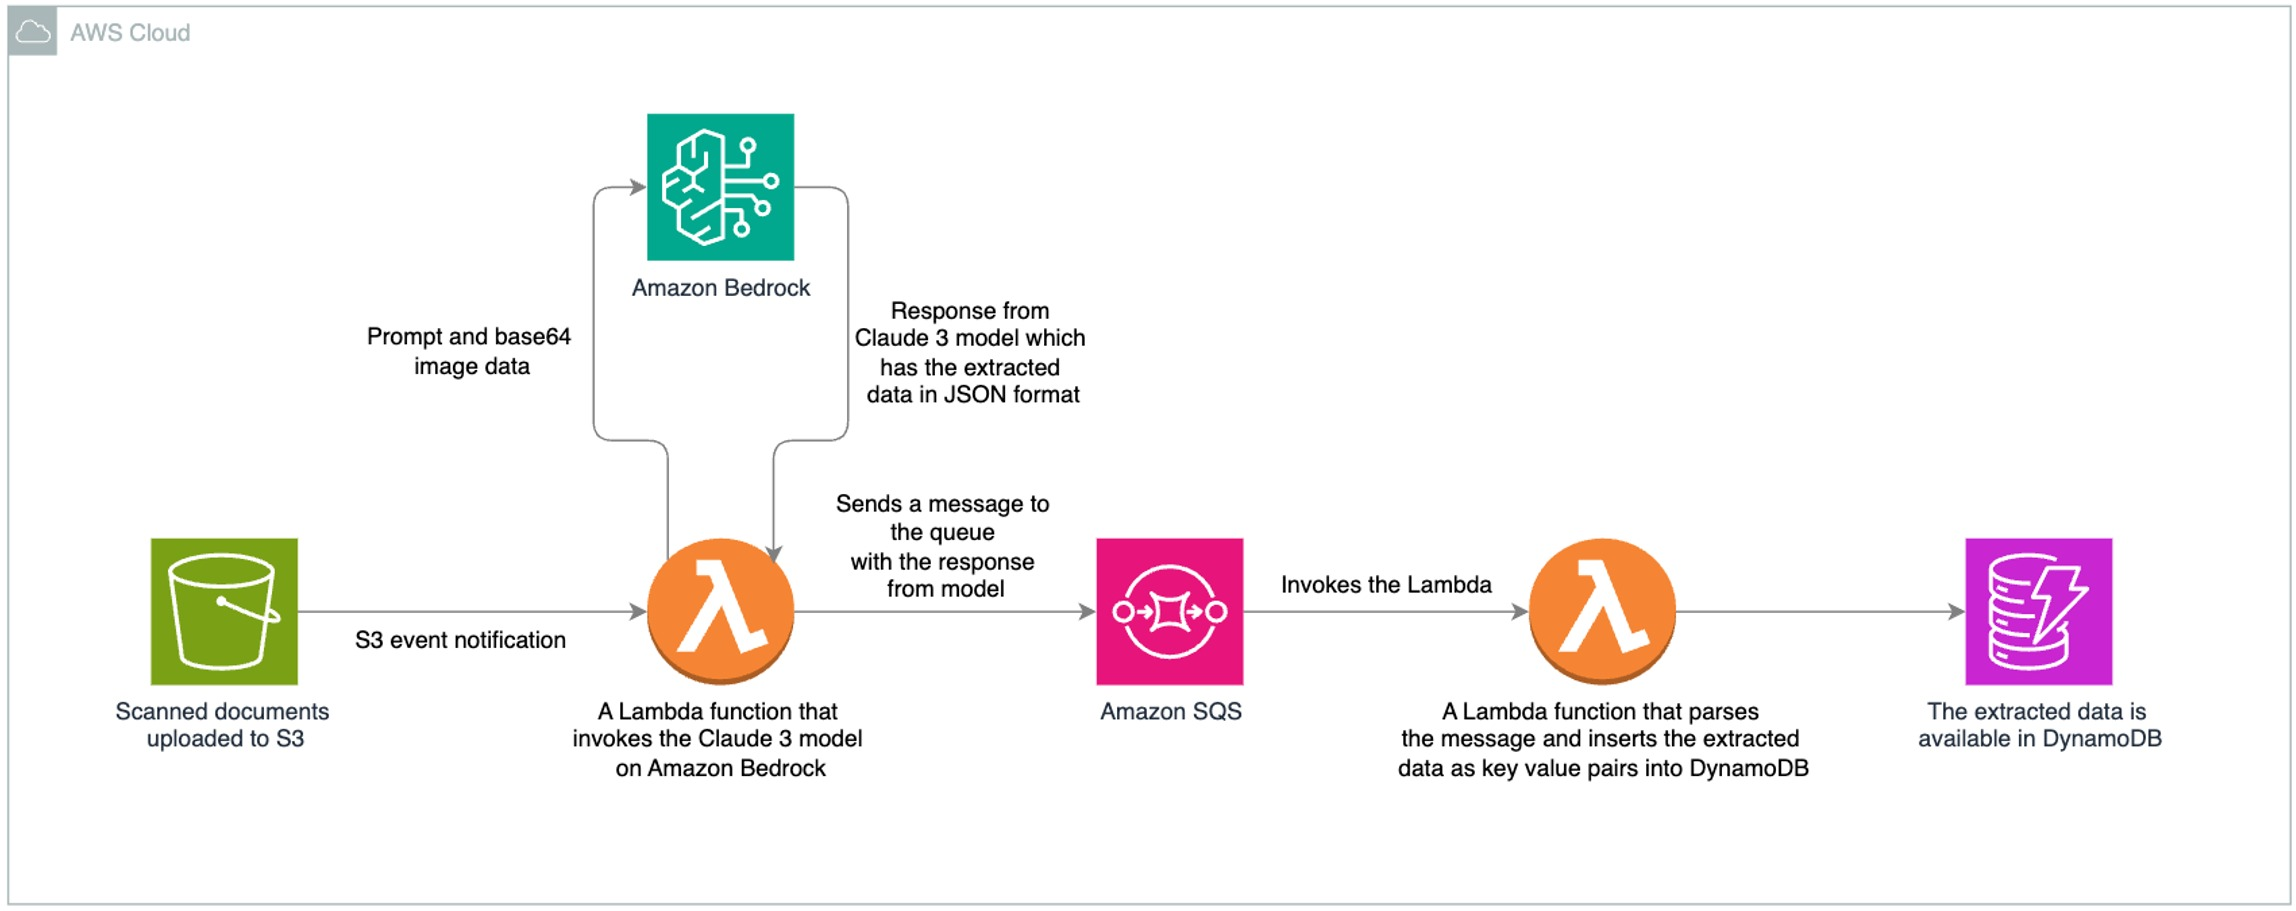 AWS Cloud
Amazon Bedrock
Prompt and base64
image data
Response from
Claude 3 model which
has the extracted
data in JSON format
Sends a message to
the queue
with the response
from model
S3 event notification
Invokes the Lambda
Scanned documents
uploaded to S3
A Lambda function that
invokes the Claude 3 model
on Amazon Bedrock
Amazon SQS
A Lambda function that parses
the message and inserts the extracted
data as key value pairs into DynamoDB
The extracted data is
available in DynamoDB